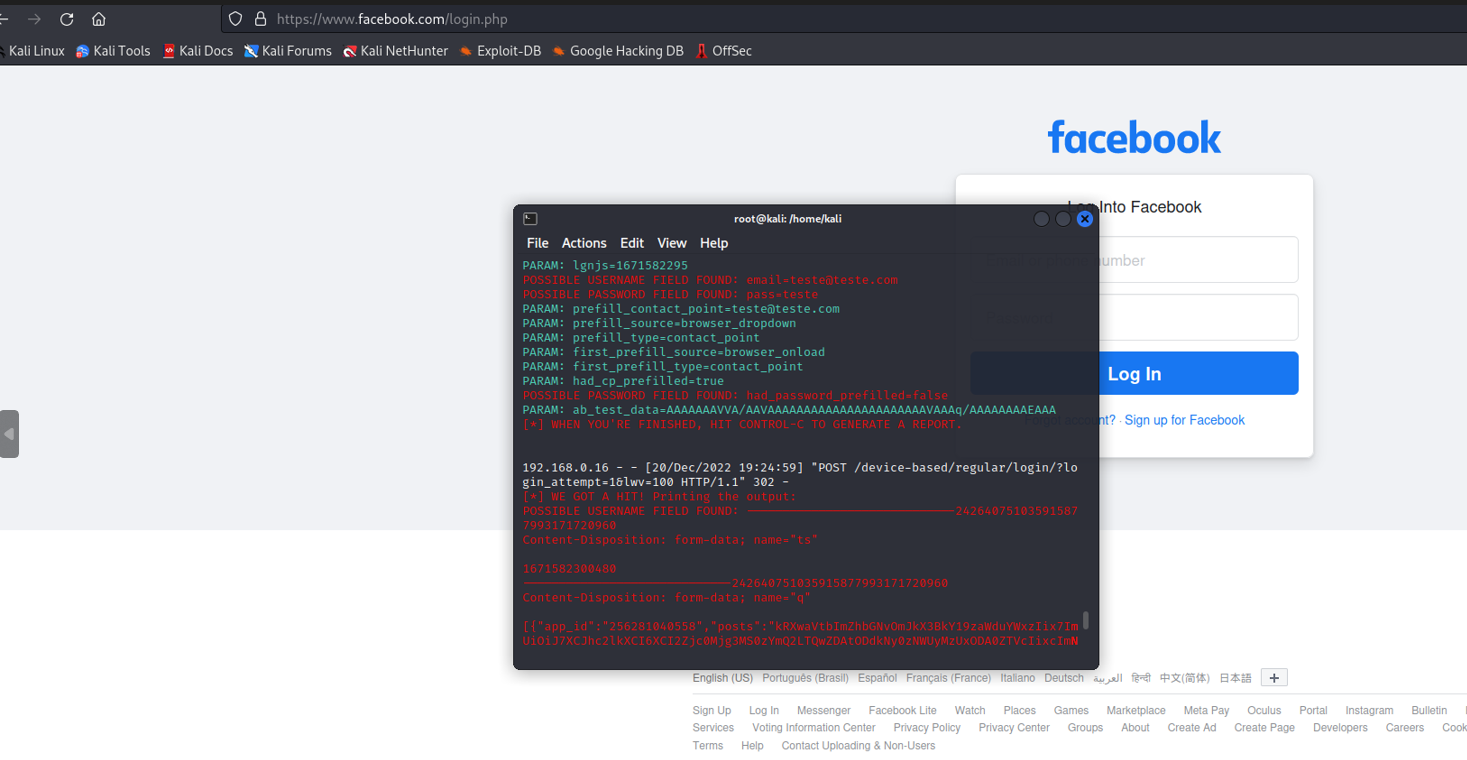 https://www.facebook.com/login.php
Kali Linux Kali Tools Kali Docs Kali Forums Kali NetHunter Exploit-DB Google Hacking DB OffSec
facebook
Log Into Facebook
number
Log In
account? · Sign up for Facebook
root@kali: /home/kali
File Actions Edit View Help
PARAM: lgnjs=1671582295
POSSIBLE USERNAME FIELD FOUND: email=teste@teste.com
POSSIBLE PASSWORD FIELD FOUND: pass=teste
PARAM: prefill_contact_point=teste@teste.com
PARAM: prefill_source=browser_dropdown
PARAM: prefill_type=contact_point
PARAM: first_prefill_source=browser_onload
PARAM: first_prefill_type=contact_point
PARAM: had_cp_prefilled=true
POSSIBLE PASSWORD FIELD FOUND: had_password_prefilled=false
PARAM: ab_test_data=AAAAAAAVVA/AAVAAAAAAAAAAAAAAAAAAAAAAVAAAq/AAAAAAAAEAAA
[*] WHEN YOU'RE FINISHED, HIT CONTROL-C TO GENERATE A REPORT.
192.168.0.16 - - [20/Dec/2022 19:24:59] "POST /device-based/regular/login/?lo
gin_attempt=1&lwv=100 HTTP/1.1" 302 -
[*] WE GOT A HIT! Printing the output:
POSSIBLE USERNAME FIELD FOUND: -----------------------------24264075103591587
7993171720960
Content-Disposition: form-data; name="ts"
1671582300480
-----------------------------242640751035915877993171720960
Content-Disposition: form-data; name="q"
[{"app_id":"256281040558","posts":"kRXwaVtbImZhbGNvOmJkX3BkY19zaWduYWxzIix7Im
UiOiJ7XCJhc2lkXCI6XCI2Zjc0Mjg3MS0zYmQ2LTQwZDAtODdkNy0zNWUyMzUxODA0ZTVcIixcImN
English (US) Português (Brasil) Español Français (France) Italiano Deutsch العربية हिन्दी 中文(简体) 日本語 +
Sign Up Log In Messenger Facebook Lite Watch Places Games Marketplace Meta Pay Oculus Portal Instagram Bulletin
Services Voting Information Center Privacy Policy Privacy Center Groups About Create Ad Create Page Developers Careers Cook
Terms Help Contact Uploading & Non-Users